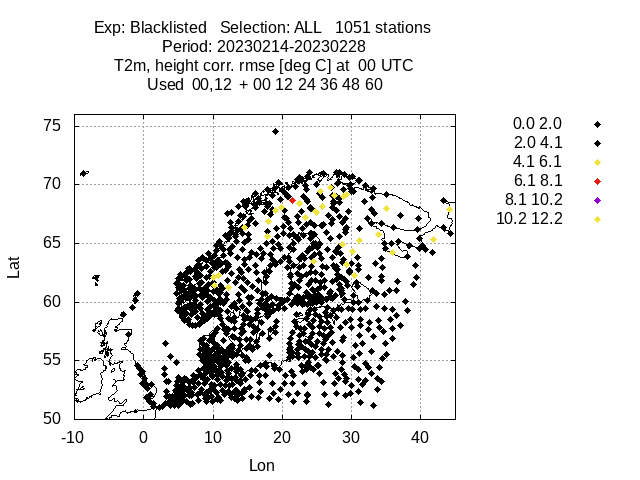 Exp: Blacklisted   Selection: ALL   1051 stations
Period: 20230214-20230228
T2m, height corr. rmse [deg C] at  00 UTC
Used  00,12  + 00 12 24 36 48 60
0.0 2.0
2.0 4.1
4.1 6.1
6.1 8.1
8.1 10.2
10.2 12.2
75
70
65
60
55
50
Lat
-10 0 10 20 30 40
Lon